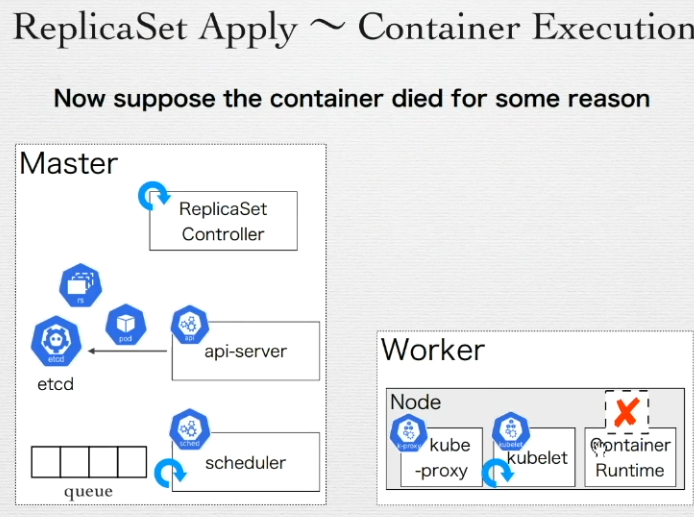 ReplicaSet Apply ～ Container Execution
Now suppose the container died for some reason
Master
ReplicaSet
Controller
rs
pod
api
etcd
api-server
etcd
sched
scheduler
queue
Worker
Node
k-proxy
kubelet
kube
-proxy
kubelet
Container
Runtime